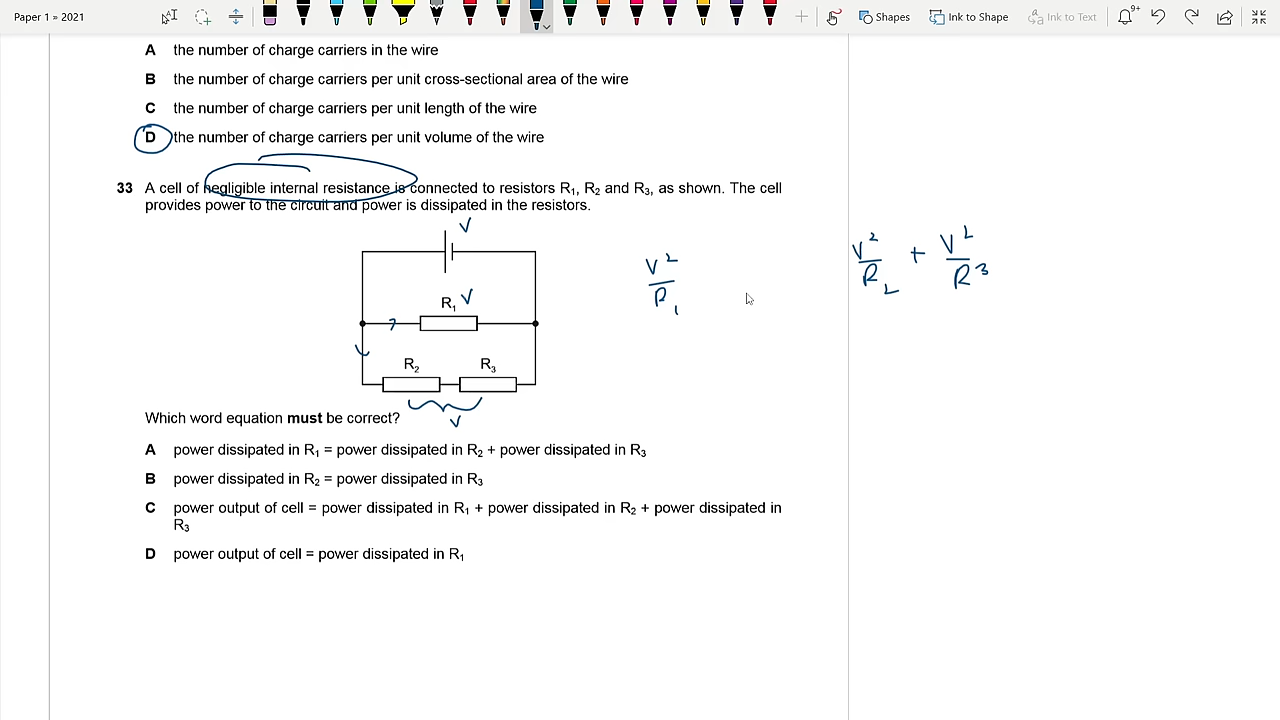 Paper 1 » 2021
Shapes
Ink to Shape
Ink to Text
9+
A the number of charge carriers in the wire
B the number of charge carriers per unit cross-sectional area of the wire
C the number of charge carriers per unit length of the wire
D the number of charge carriers per unit volume of the wire
33 A cell of negligible internal resistance is connected to resistors R₁, R₂ and R₃, as shown. The cell
provides power to the circuit and power is dissipated in the resistors.
V
R₁ V
R₂ R₃
V
V²/R₁
V²/R₂ + V²/R3
Which word equation must be correct?
A power dissipated in R₁ = power dissipated in R₂ + power dissipated in R₃
B power dissipated in R₂ = power dissipated in R₃
C power output of cell = power dissipated in R₁ + power dissipated in R₂ + power dissipated in
R₃
D power output of cell = power dissipated in R₁